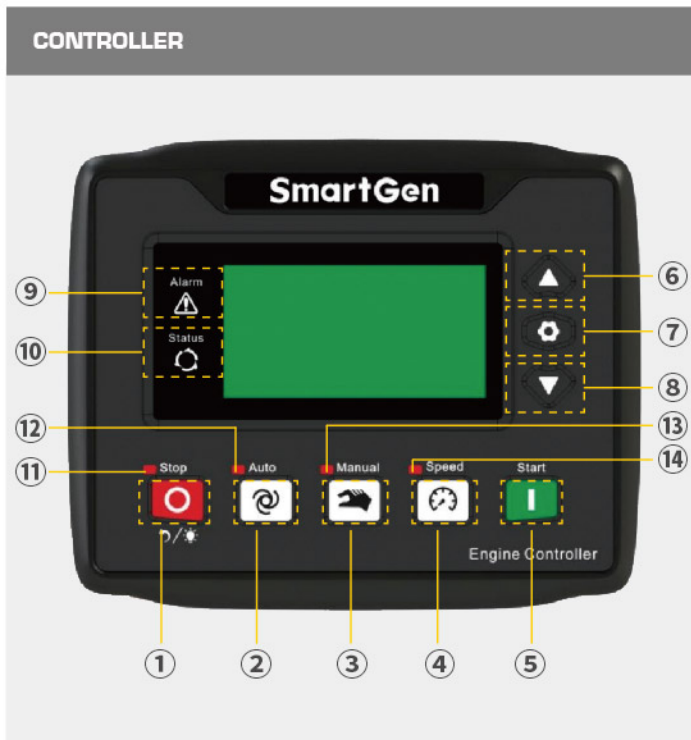 CONTROLLER
SmartGen
Alarm
Status
⑨
⑩
⑥
⑦
⑧
⑫
⑬
⑪
⑭
Stop
Auto
Manual
Speed
Start
Engine Controller
①
②
③
④
⑤